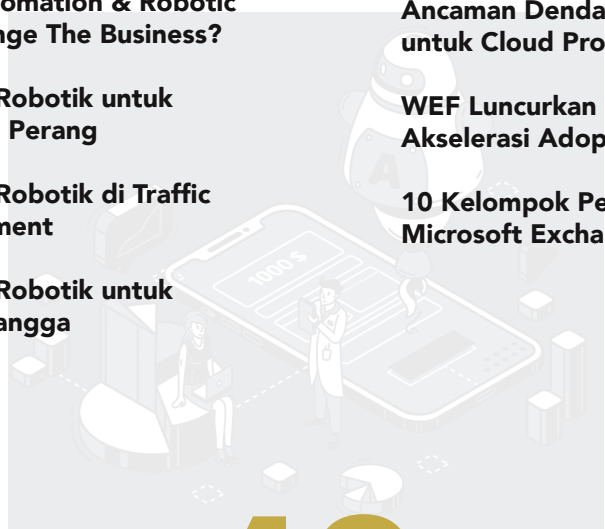 omation & Robotic
nge The Business?
Robotik untuk
Perang
Robotik di Traffic
ment
Robotik untuk
angga
Ancaman Denda
untuk Cloud Pro
WEF Luncurkan
Akselerasi Adop
10 Kelompok Pe
Microsoft Excha
A
1000 $